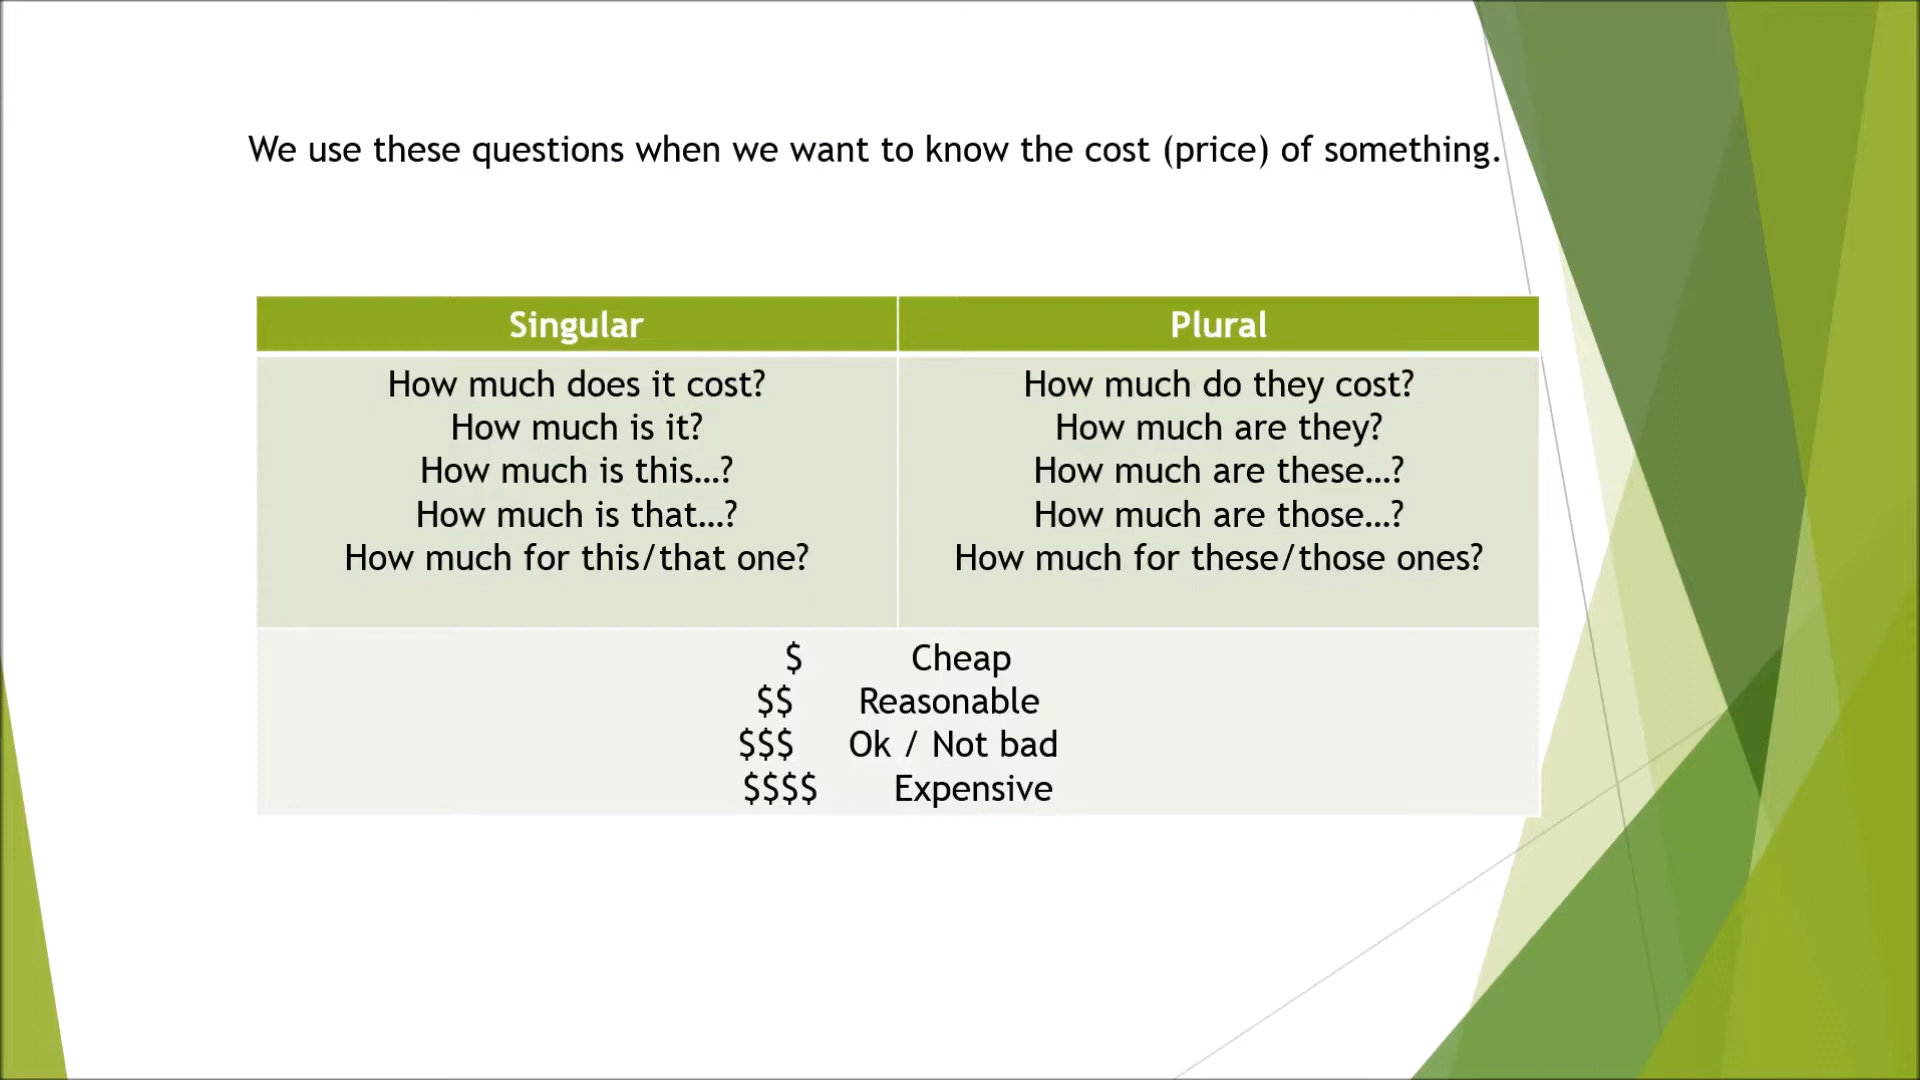 We use these questions when we want to know the cost (price) of something.
Singular
Plural
How much does it cost?
How much is it?
How much is this…?
How much is that…?
How much for this/that one?
How much do they cost?
How much are they?
How much are these…?
How much are those…?
How much for these/those ones?
$ Cheap
$$ Reasonable
$$$ Ok / Not bad
$$$$ Expensive